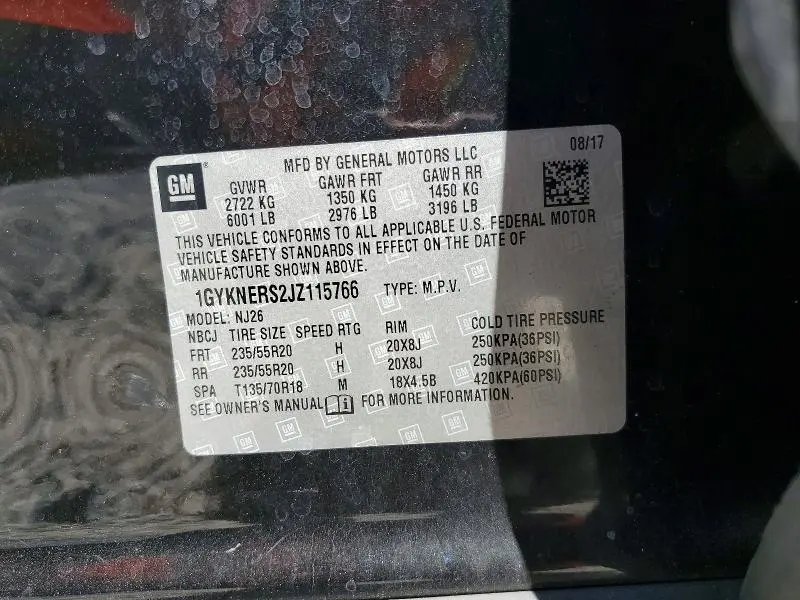 GM
08/17
MFD BY GENERAL MOTORS LLC
GVWR GAWR FRT GAWR RR
2722 KG 1350 KG 1450 KG
6001 LB 2976 LB 3196 LB
THIS VEHICLE CONFORMS TO ALL APPLICABLE U.S. FEDERAL MOTOR
VEHICLE SAFETY STANDARDS IN EFFECT ON THE DATE OF
MANUFACTURE SHOWN ABOVE.
1GYKNERS2JZ115766 TYPE: M.P.V.
MODEL: NJ26
NBCJ TIRE SIZE SPEED RTG RIM COLD TIRE PRESSURE
FRT 235/55R20 H 20X8J 250KPA(36PSI)
RR 235/55R20 H 20X8J 250KPA(36PSI)
SPA T135/70R18 M 18X4.5B 420KPA(60PSI)
SEE OWNER'S MANUAL FOR MORE INFORMATION.